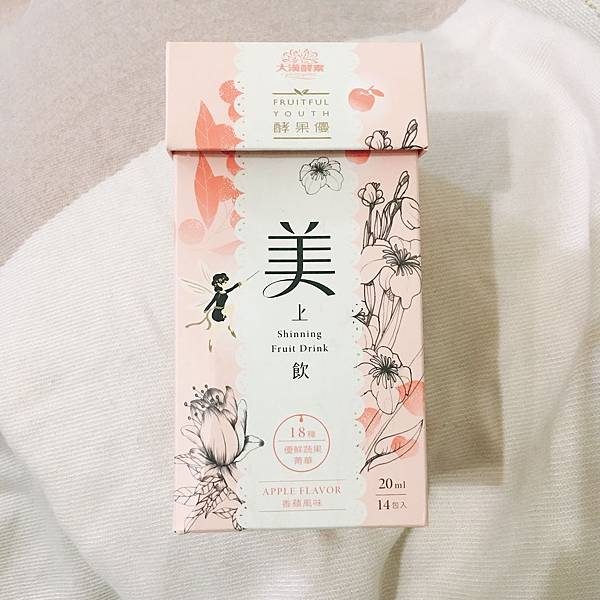 大漢酵素
FRUITFUL
YOUTH
酵果優
美
上
Shinning
Fruit Drink
飲
18種
優鮮蔬果
菁華
APPLE FLAVOR
香蘋風味
20ml
14包入